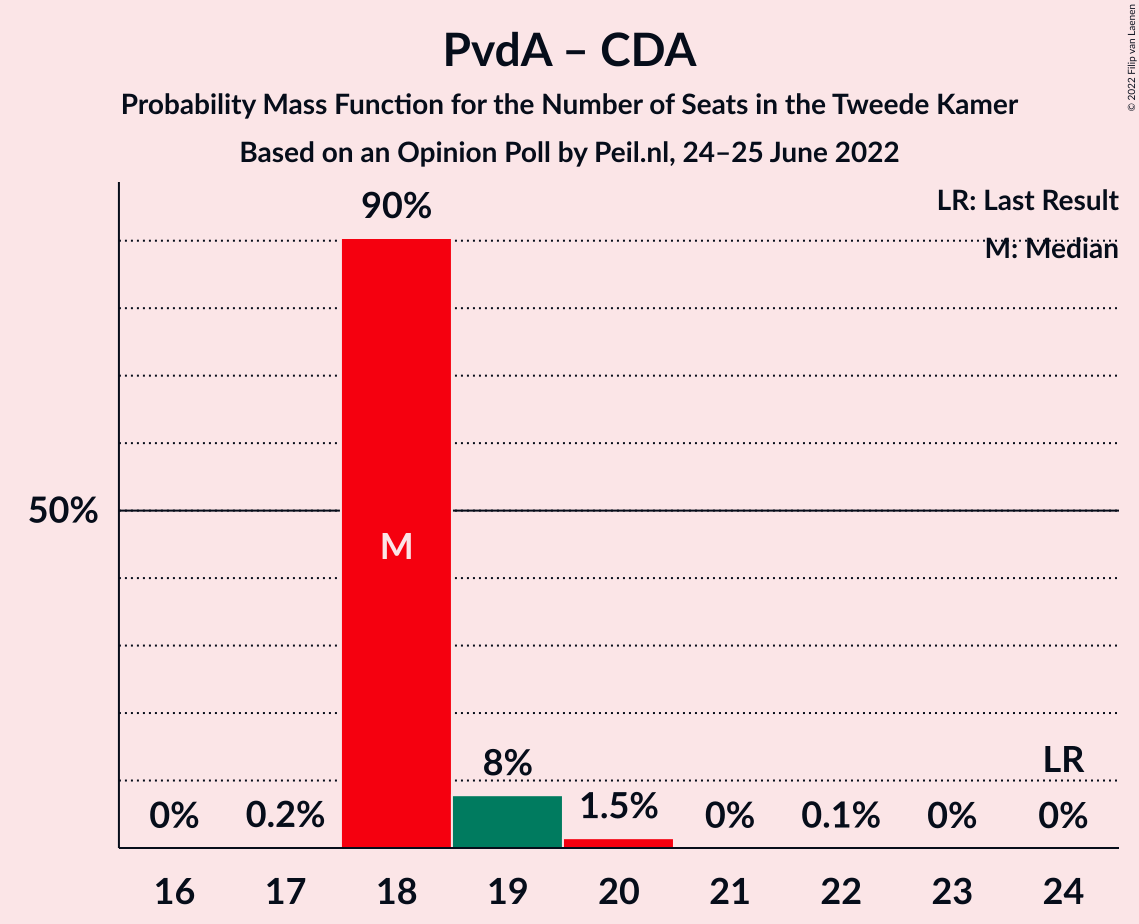 PvdA – CDA
Probability Mass Function for the Number of Seats in the Tweede Kamer
Based on an Opinion Poll by Peil.nl, 24–25 June 2022
© 2022 Filip van Laenen
LR: Last Result
M: Median
90%
50%
M
8%
LR
0% 0.2% 1.5% 0% 0.1% 0% 0%
16 17 18 19 20 21 22 23 24